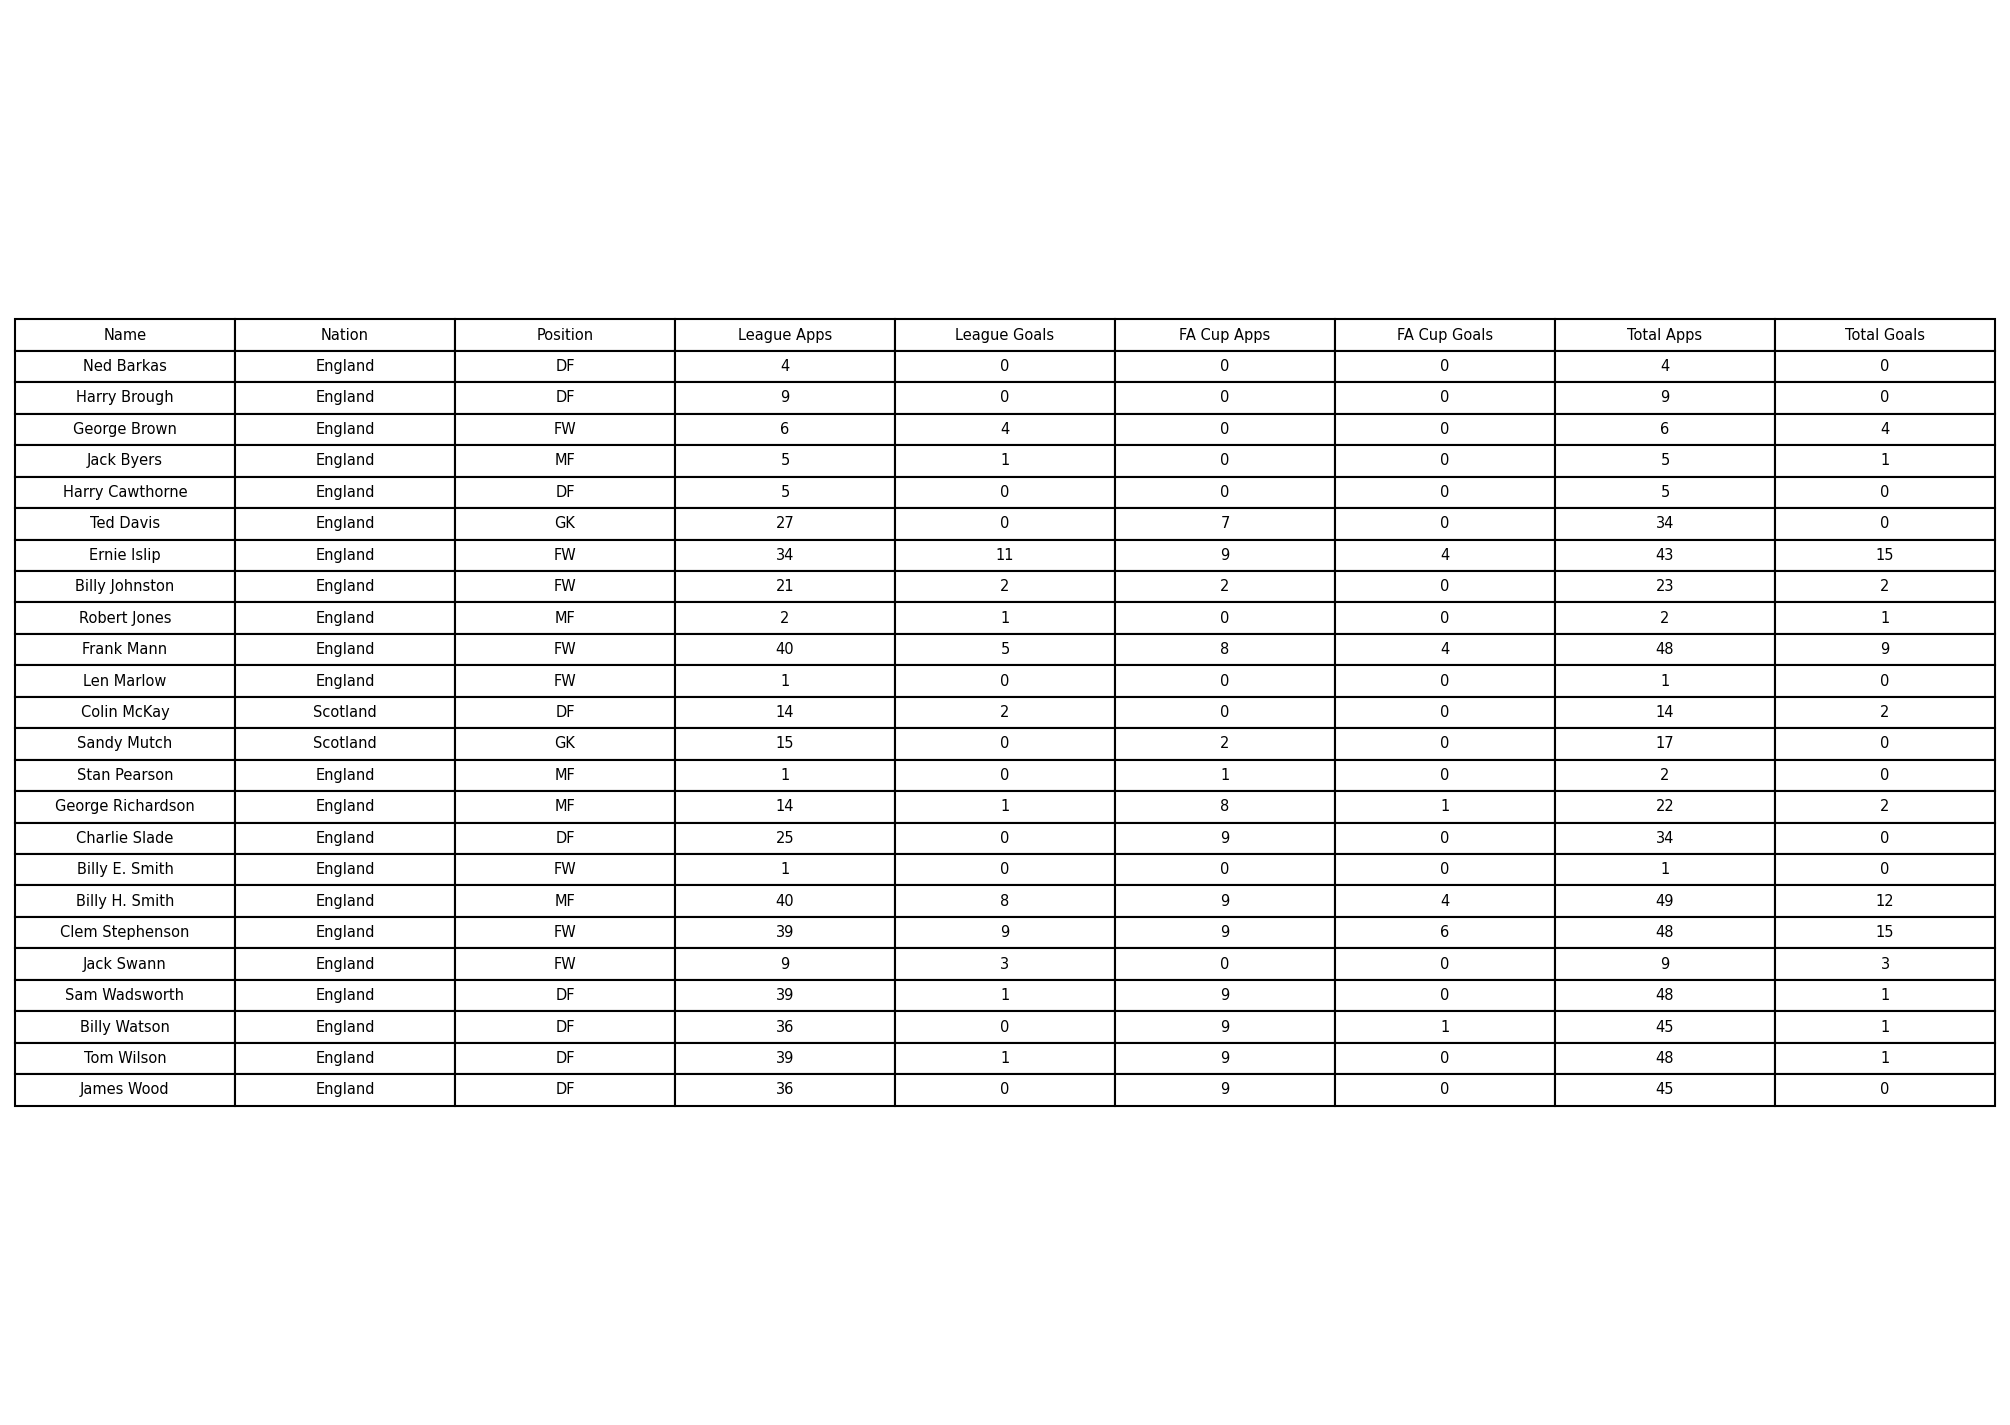 Name Nation Position League Apps League Goals FA Cup Apps FA Cup Goals Total Apps Total Goals
Ned Barkas England DF 4 0 0 0 4 0
Harry Brough England DF 9 0 0 0 9 0
George Brown England FW 6 4 0 0 6 4
Jack Byers England MF 5 1 0 0 5 1
Harry Cawthorne England DF 5 0 0 0 5 0
Ted Davis England GK 27 0 7 0 34 0
Ernie Islip England FW 34 11 9 4 43 15
Billy Johnston England FW 21 2 2 0 23 2
Robert Jones England MF 2 1 0 0 2 1
Frank Mann England FW 40 5 8 4 48 9
Len Marlow England FW 1 0 0 0 1 0
Colin McKay Scotland DF 14 2 0 0 14 2
Sandy Mutch Scotland GK 15 0 2 0 17 0
Stan Pearson England MF 1 0 1 0 2 0
George Richardson England MF 14 1 8 1 22 2
Charlie Slade England DF 25 0 9 0 34 0
Billy E. Smith England FW 1 0 0 0 1 0
Billy H. Smith England MF 40 8 9 4 49 12
Clem Stephenson England FW 39 9 9 6 48 15
Jack Swann England FW 9 3 0 0 9 3
Sam Wadsworth England DF 39 1 9 0 48 1
Billy Watson England DF 36 0 9 1 45 1
Tom Wilson England DF 39 1 9 0 48 1
James Wood England DF 36 0 9 0 45 0